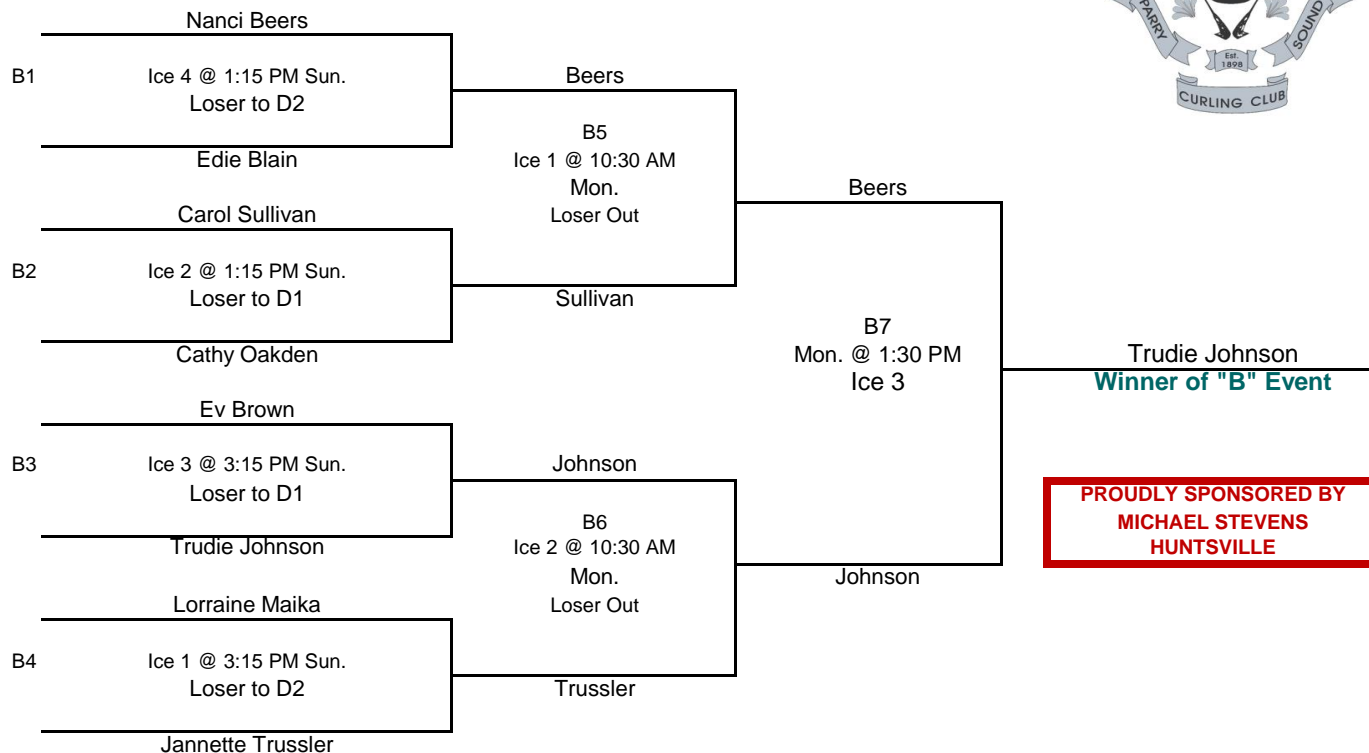 PARRY
SOUND
Est.
1898
CURLING CLUB
Nanci Beers
B1
Ice 4 @ 1:15 PM Sun.
Loser to D2
Edie Blain
Carol Sullivan
B2
Ice 2 @ 1:15 PM Sun.
Loser to D1
Cathy Oakden
Ev Brown
B3
Ice 3 @ 3:15 PM Sun.
Loser to D1
Trudie Johnson
Lorraine Maika
B4
Ice 1 @ 3:15 PM Sun.
Loser to D2
Jannette Trussler
Beers
B5
Ice 1 @ 10:30 AM
Mon.
Loser Out
Sullivan
Johnson
B6
Ice 2 @ 10:30 AM
Mon.
Loser Out
Trussler
Beers
B7
Mon. @ 1:30 PM
Ice 3
Johnson
Trudie Johnson
Winner of "B" Event
PROUDLY SPONSORED BY
MICHAEL STEVENS
HUNTSVILLE